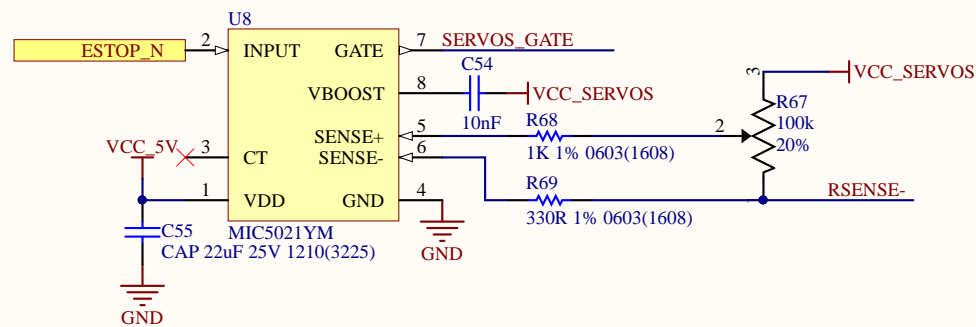 U8
ESTOP_N
2
INPUT
GATE
7
SERVOS_GATE
C54
VBOOST
8
VCC_SERVOS
10nF
3
VCC_SERVOS
R67
100k
20%
SENSE+
5
R68
2
1K 1% 0603(1608)
SENSE-
6
VCC_5V
3
CT
R69
330R 1% 0603(1608)
RSENSE-
1
VDD
GND
4
MIC5021YM
GND
C55
CAP 22uF 25V 1210(3225)
GND